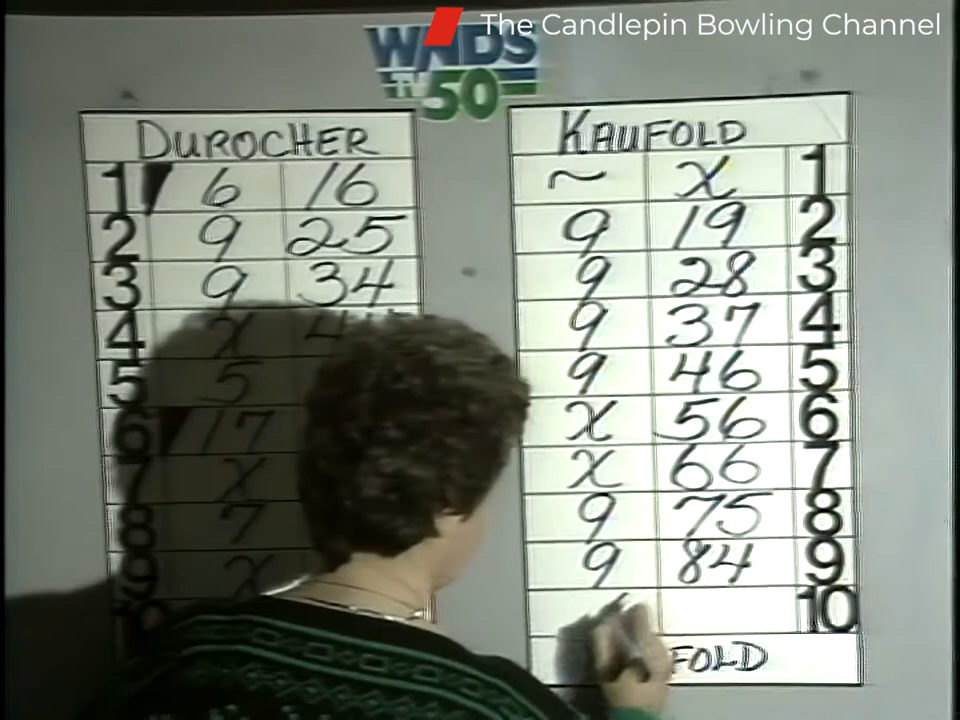 The Candlepin Bowling Channel
WNDS
TV 50
DUROCHER
1 6 16
2 9 25
3 9 34
4 X
5 5
6 17
7 X
8 7
9 X
10
KAUFOLD
~ X 1
9 19 2
9 28 3
9 37 4
9 46 5
X 56 6
X 66 7
9 75 8
9 84 9
10
FOLD